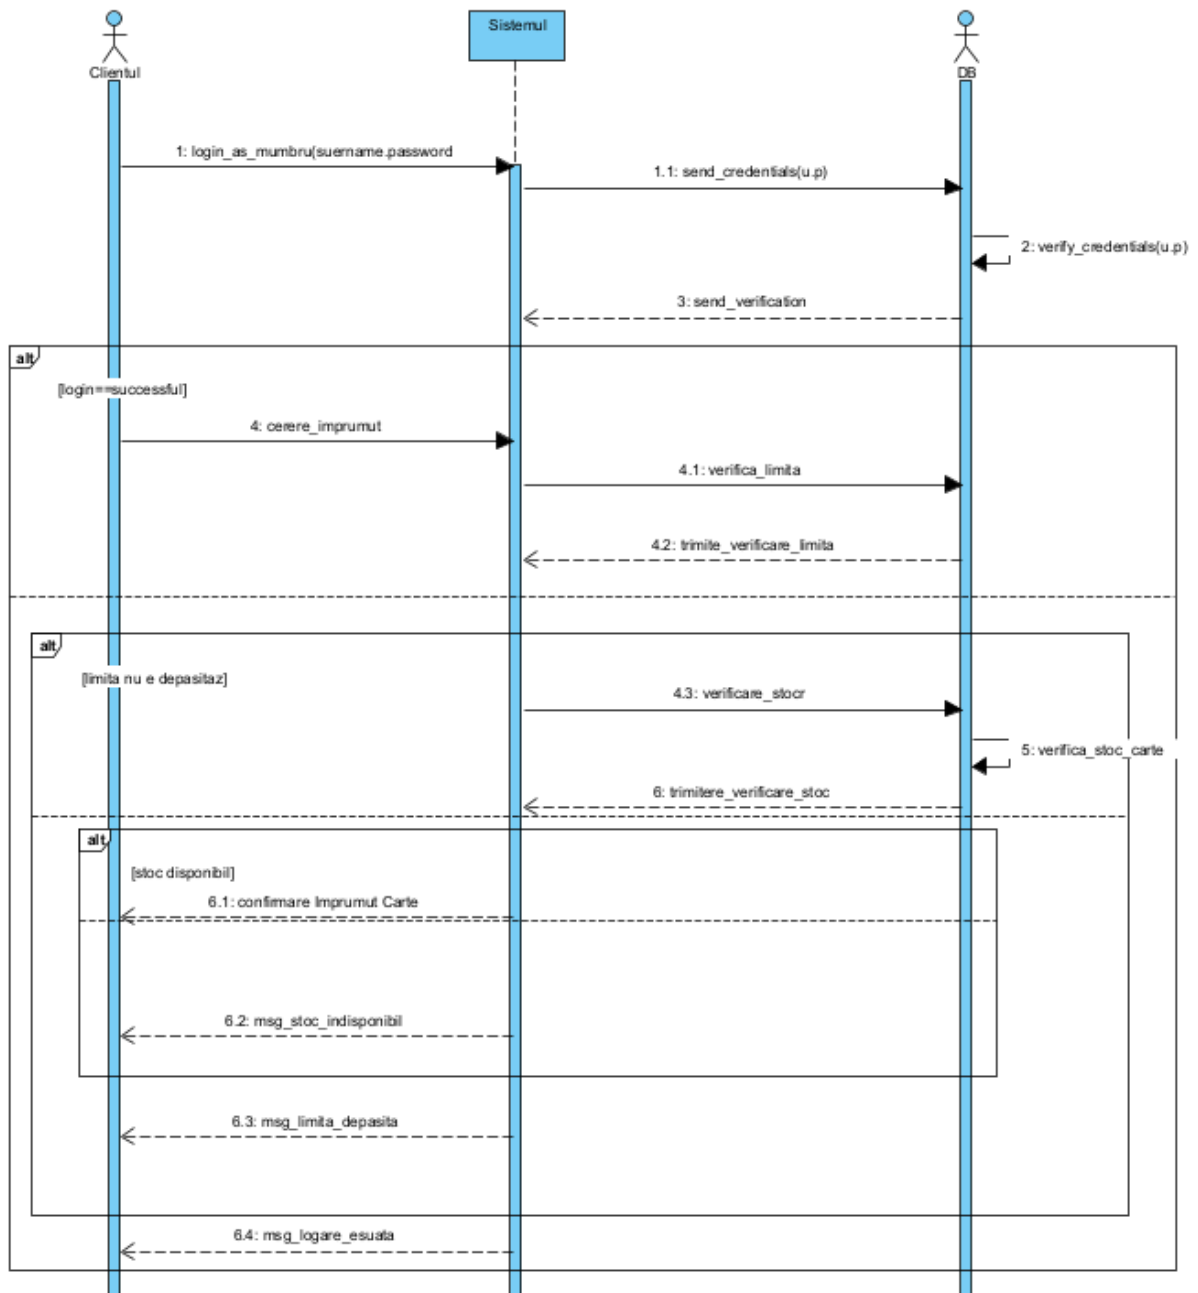 Clientul
Sistemul
DB
1: login_as_mumbru(suername.password
1.1: send_credentials(u.p)
2: verify_credentials(u.p)
3: send_verification
alt
[login==successful]
4: cerere_imprumut
4.1: verifica_limita
4.2: trimite_verificare_limita
alt
[limita nu e depasitaz]
4.3: verificare_stocr
5: verifica_stoc_carte
6: trimitere_verificare_stoc
alt
[stoc disponibil]
6.1: confirmare Imprumut Carte
6.2: msg_stoc_indisponibil
6.3: msg_limita_depasita
6.4: msg_logare_esuata